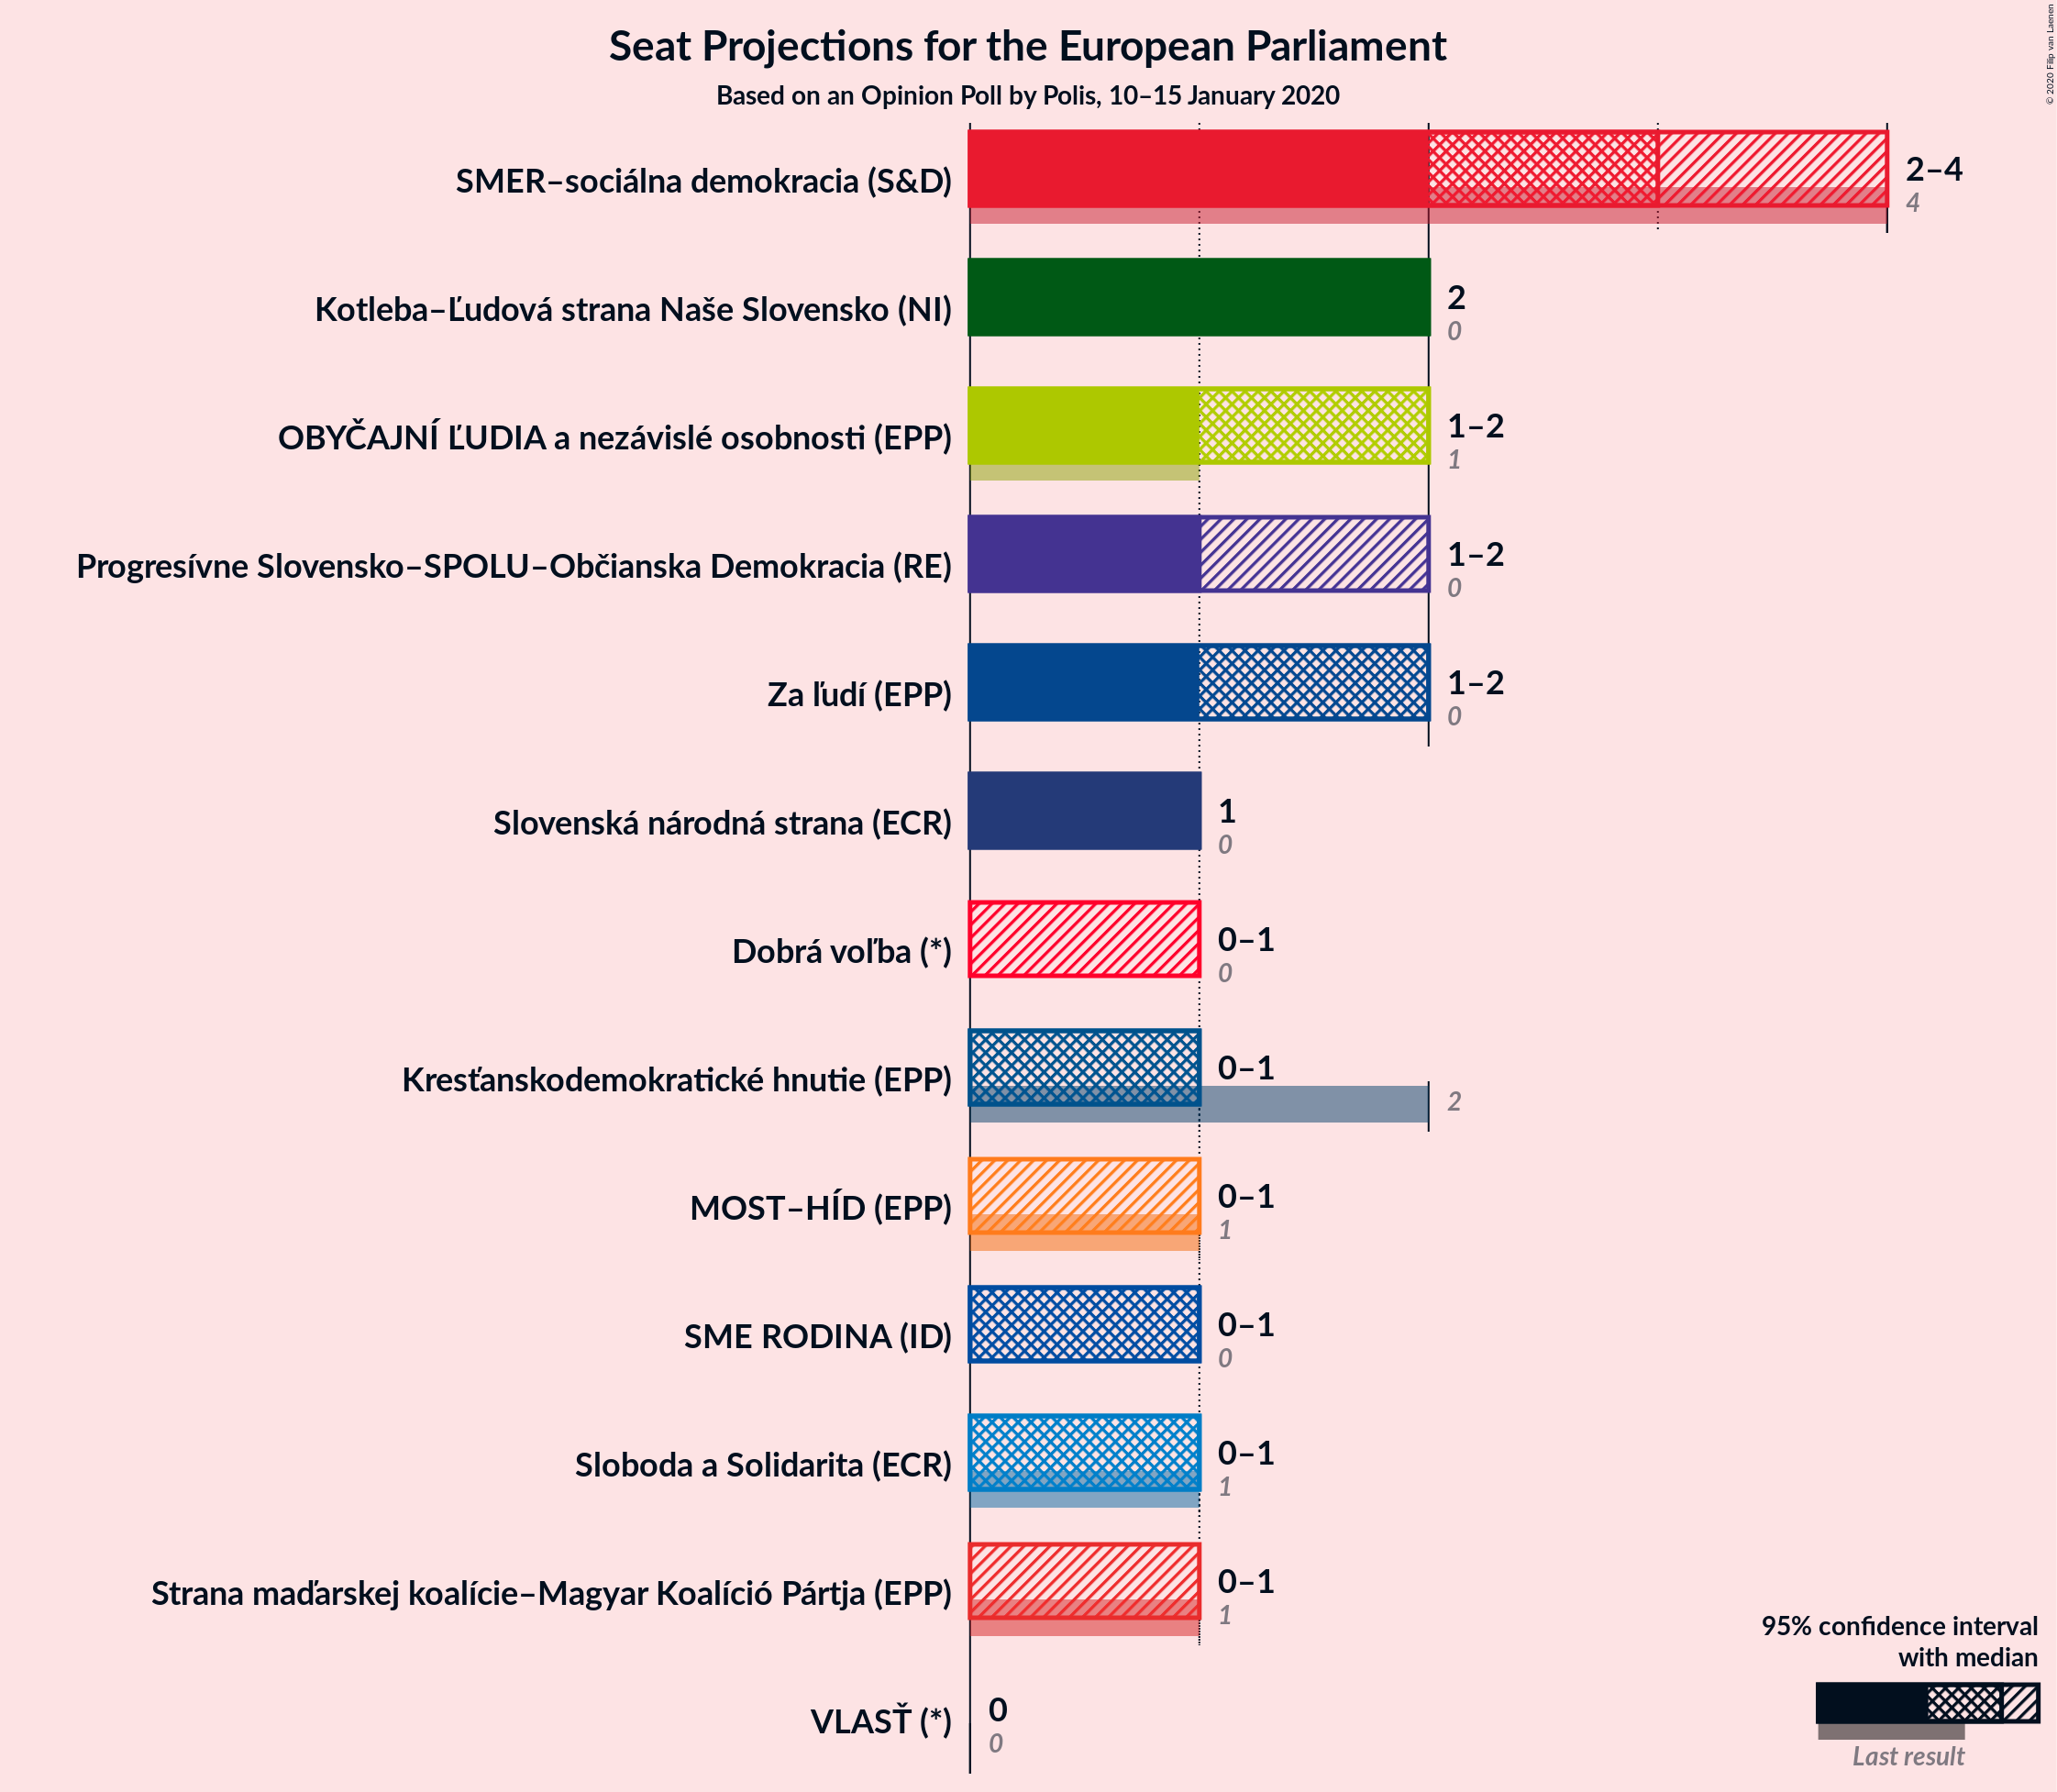 Seat Projections for the European Parliament
Based on an Opinion Poll by Polis, 10–15 January 2020
© 2020 Filip van Laenen
SMER–sociálna demokracia (S&D)
2–4
4
Kotleba–Ľudová strana Naše Slovensko (NI)
2
0
OBYČAJNÍ ĽUDIA a nezávislé osobnosti (EPP)
1–2
1
Progresívne Slovensko–SPOLU–Občianska Demokracia (RE)
1–2
0
Za ľudí (EPP)
1–2
0
Slovenská národná strana (ECR)
1
0
Dobrá voľba (*)
0–1
0
Kresťanskodemokratické hnutie (EPP)
0–1
2
MOST–HÍD (EPP)
0–1
1
SME RODINA (ID)
0–1
0
Sloboda a Solidarita (ECR)
0–1
1
Strana maďarskej koalície–Magyar Koalíció Pártja (EPP)
0–1
1
VLASŤ (*)
0
0
95% confidence interval
with median
Last result